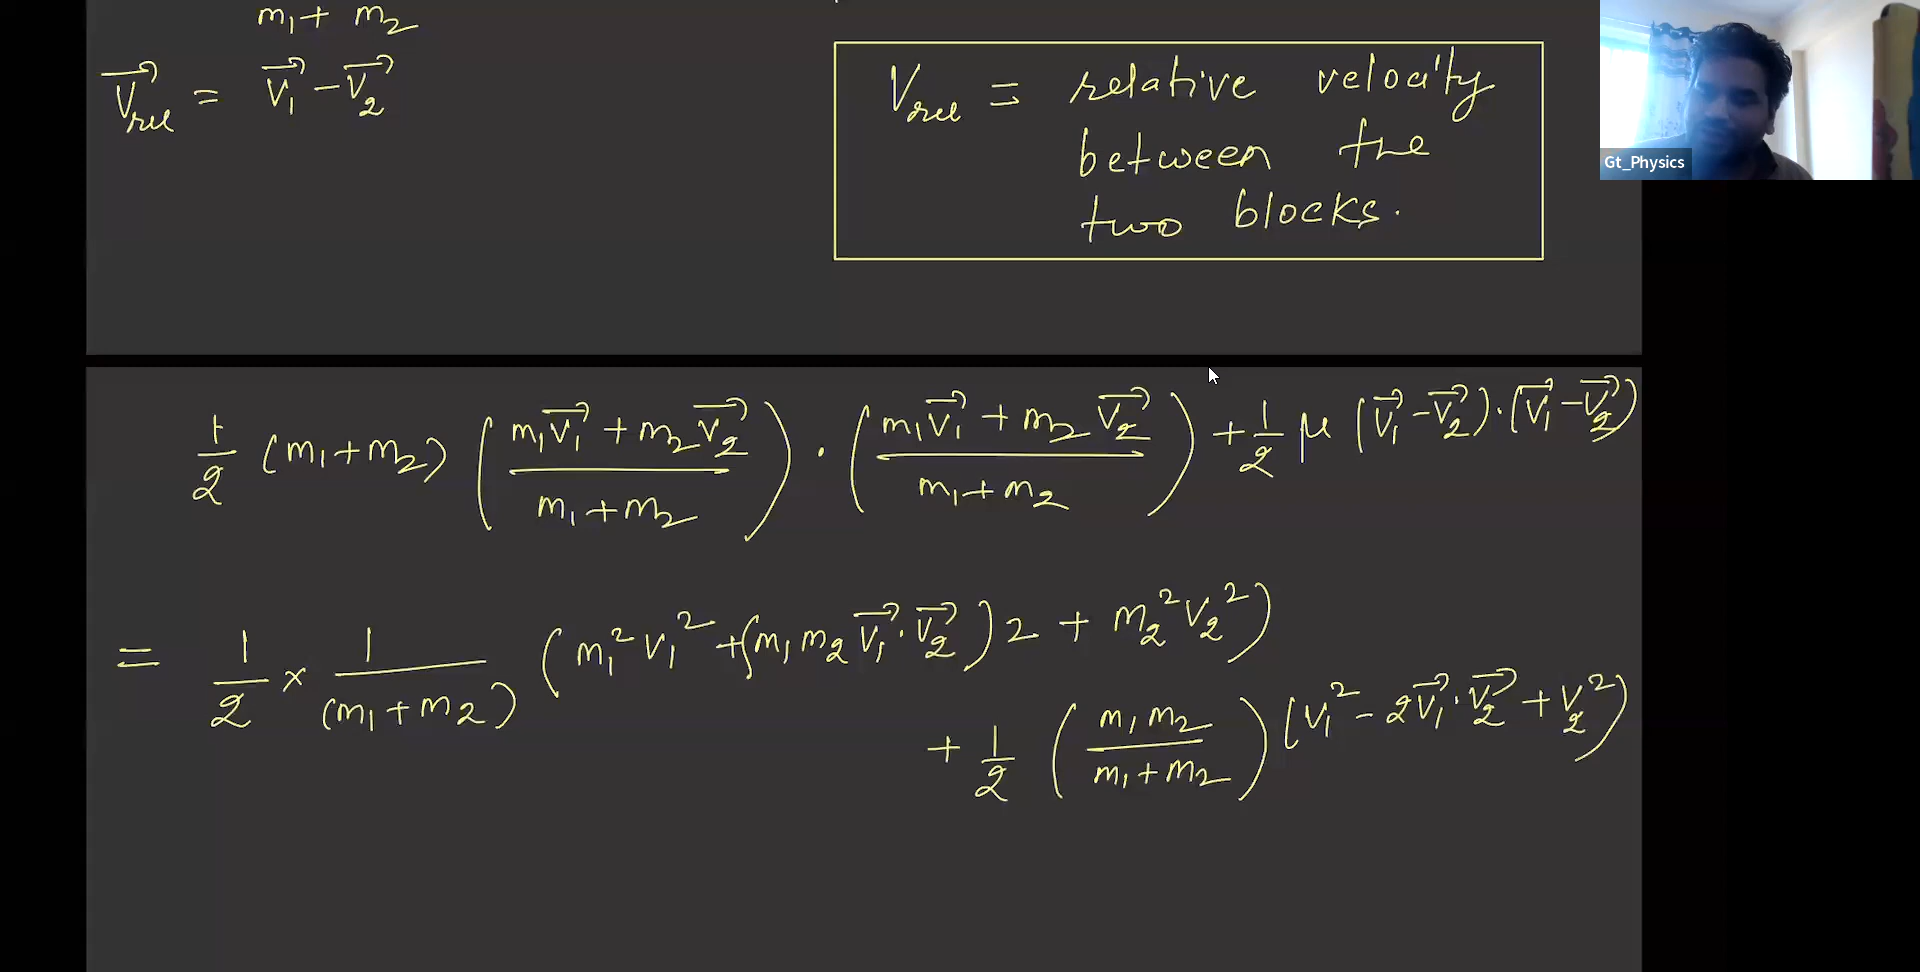 m₁ + m₂
V⃗rel = V⃗₁ − V⃗₂
Vrel = relative velocity
between the
two blocks.
Gt_Physics
1/2 (m₁+m₂) ((m₁V⃗₁ + m₂V⃗₂)/(m₁+m₂)) · ((m₁V⃗₁ + m₂V⃗₂)/(m₁+m₂)) + 1/2 μ (V⃗₁ − V⃗₂)·(V⃗₁ − V⃗₂)
= 1/2 × 1/(m₁+m₂) (m₁²V₁² + (m₁m₂V⃗₁·V⃗₂)2 + m₂²V₂²)
+ 1/2 (m₁m₂/(m₁+m₂)) (V₁² − 2V⃗₁·V⃗₂ + V₂²)